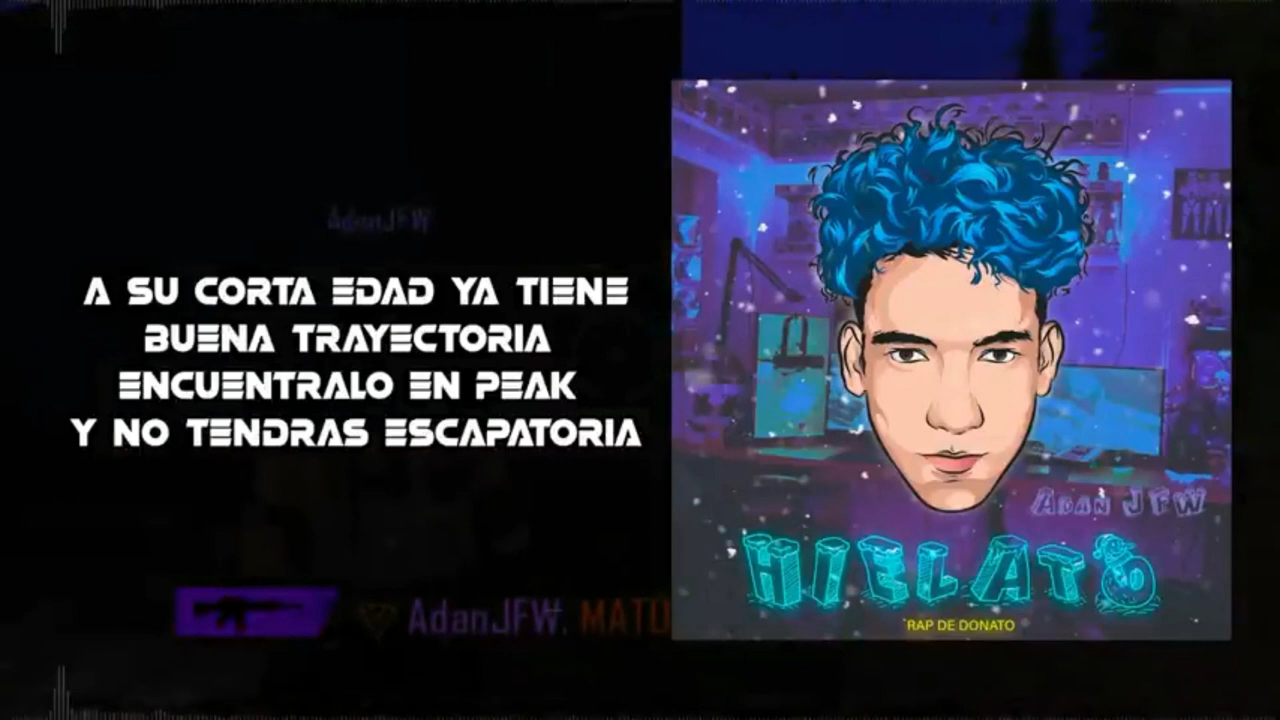 AdanJFW
A SU CORTA EDAD YA TIENE
BUENA TRAYECTORIA
ENCUENTRALO EN PEAK
Y NO TENDRAS ESCAPATORIA
AdanJFW. MATU
ADAN JFW
HIELATO
RAP DE DONATO